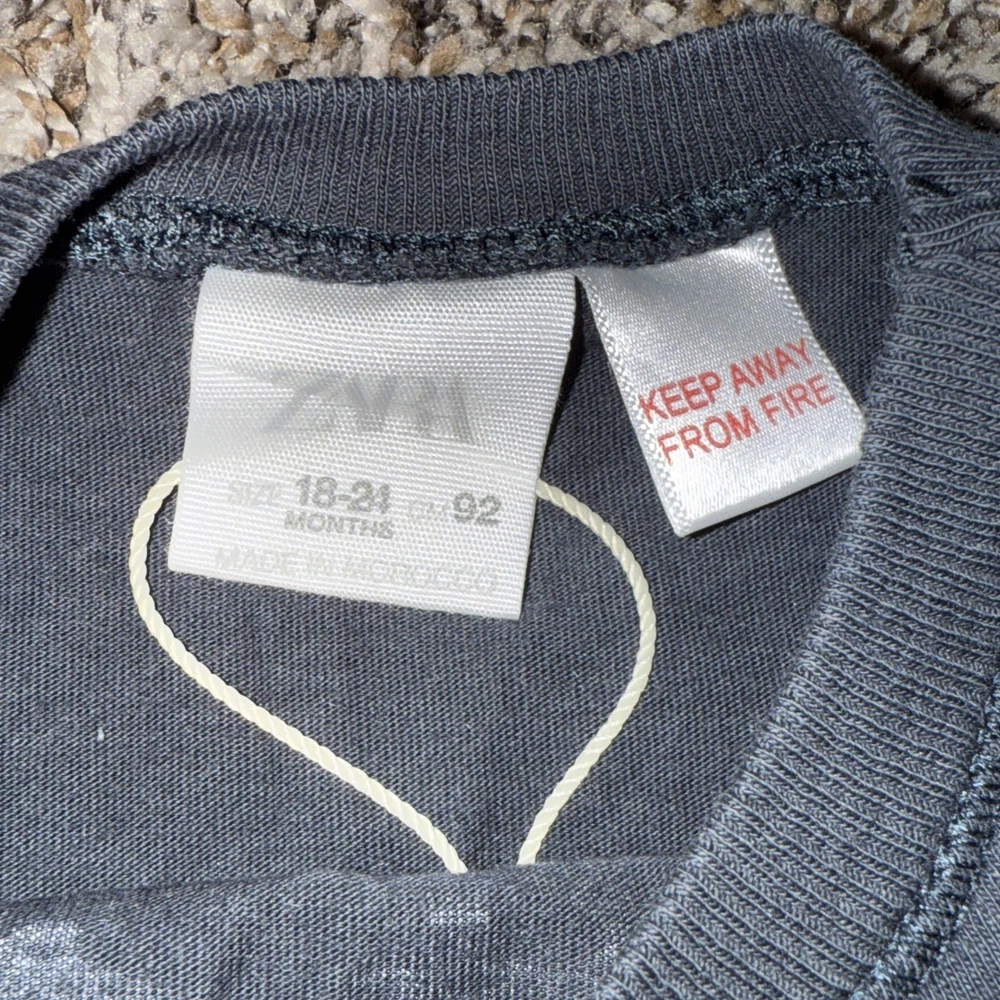 ZARA
SIZE 18-24 CM 92
MONTHS
MADE IN MOROCCO
KEEP AWAY
FROM FIRE